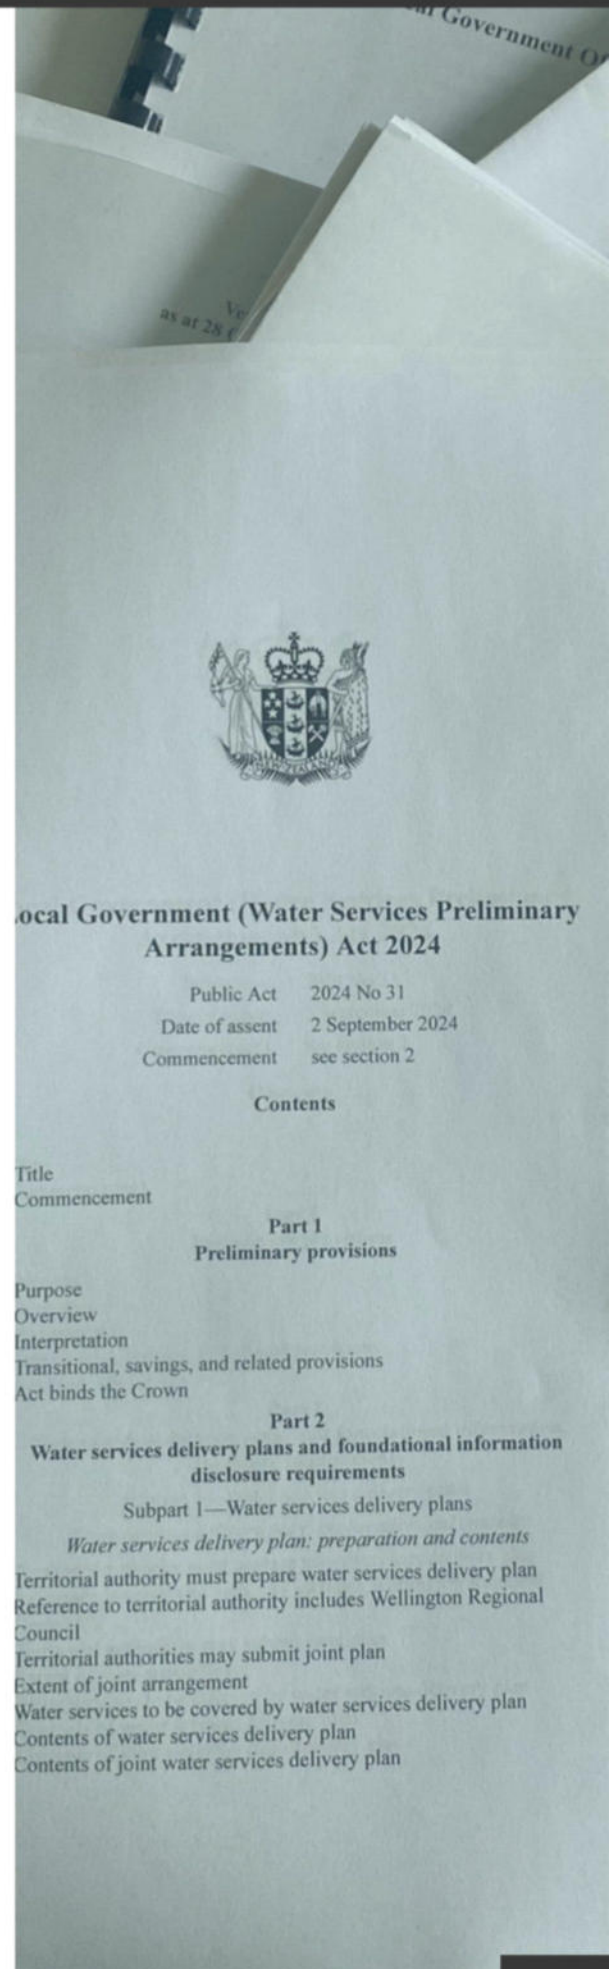 Government
as at 28
NEW ZEALAND
ocal Government (Water Services Preliminary
Arrangements) Act 2024
Public Act 2024 No 31
Date of assent 2 September 2024
Commencement see section 2
Contents
Title
Commencement
Part 1
Preliminary provisions
Purpose
Overview
Interpretation
Transitional, savings, and related provisions
Act binds the Crown
Part 2
Water services delivery plans and foundational information
disclosure requirements
Subpart 1—Water services delivery plans
Water services delivery plan: preparation and contents
Territorial authority must prepare water services delivery plan
Reference to territorial authority includes Wellington Regional
Council
Territorial authorities may submit joint plan
Extent of joint arrangement
Water services to be covered by water services delivery plan
Contents of water services delivery plan
Contents of joint water services delivery plan